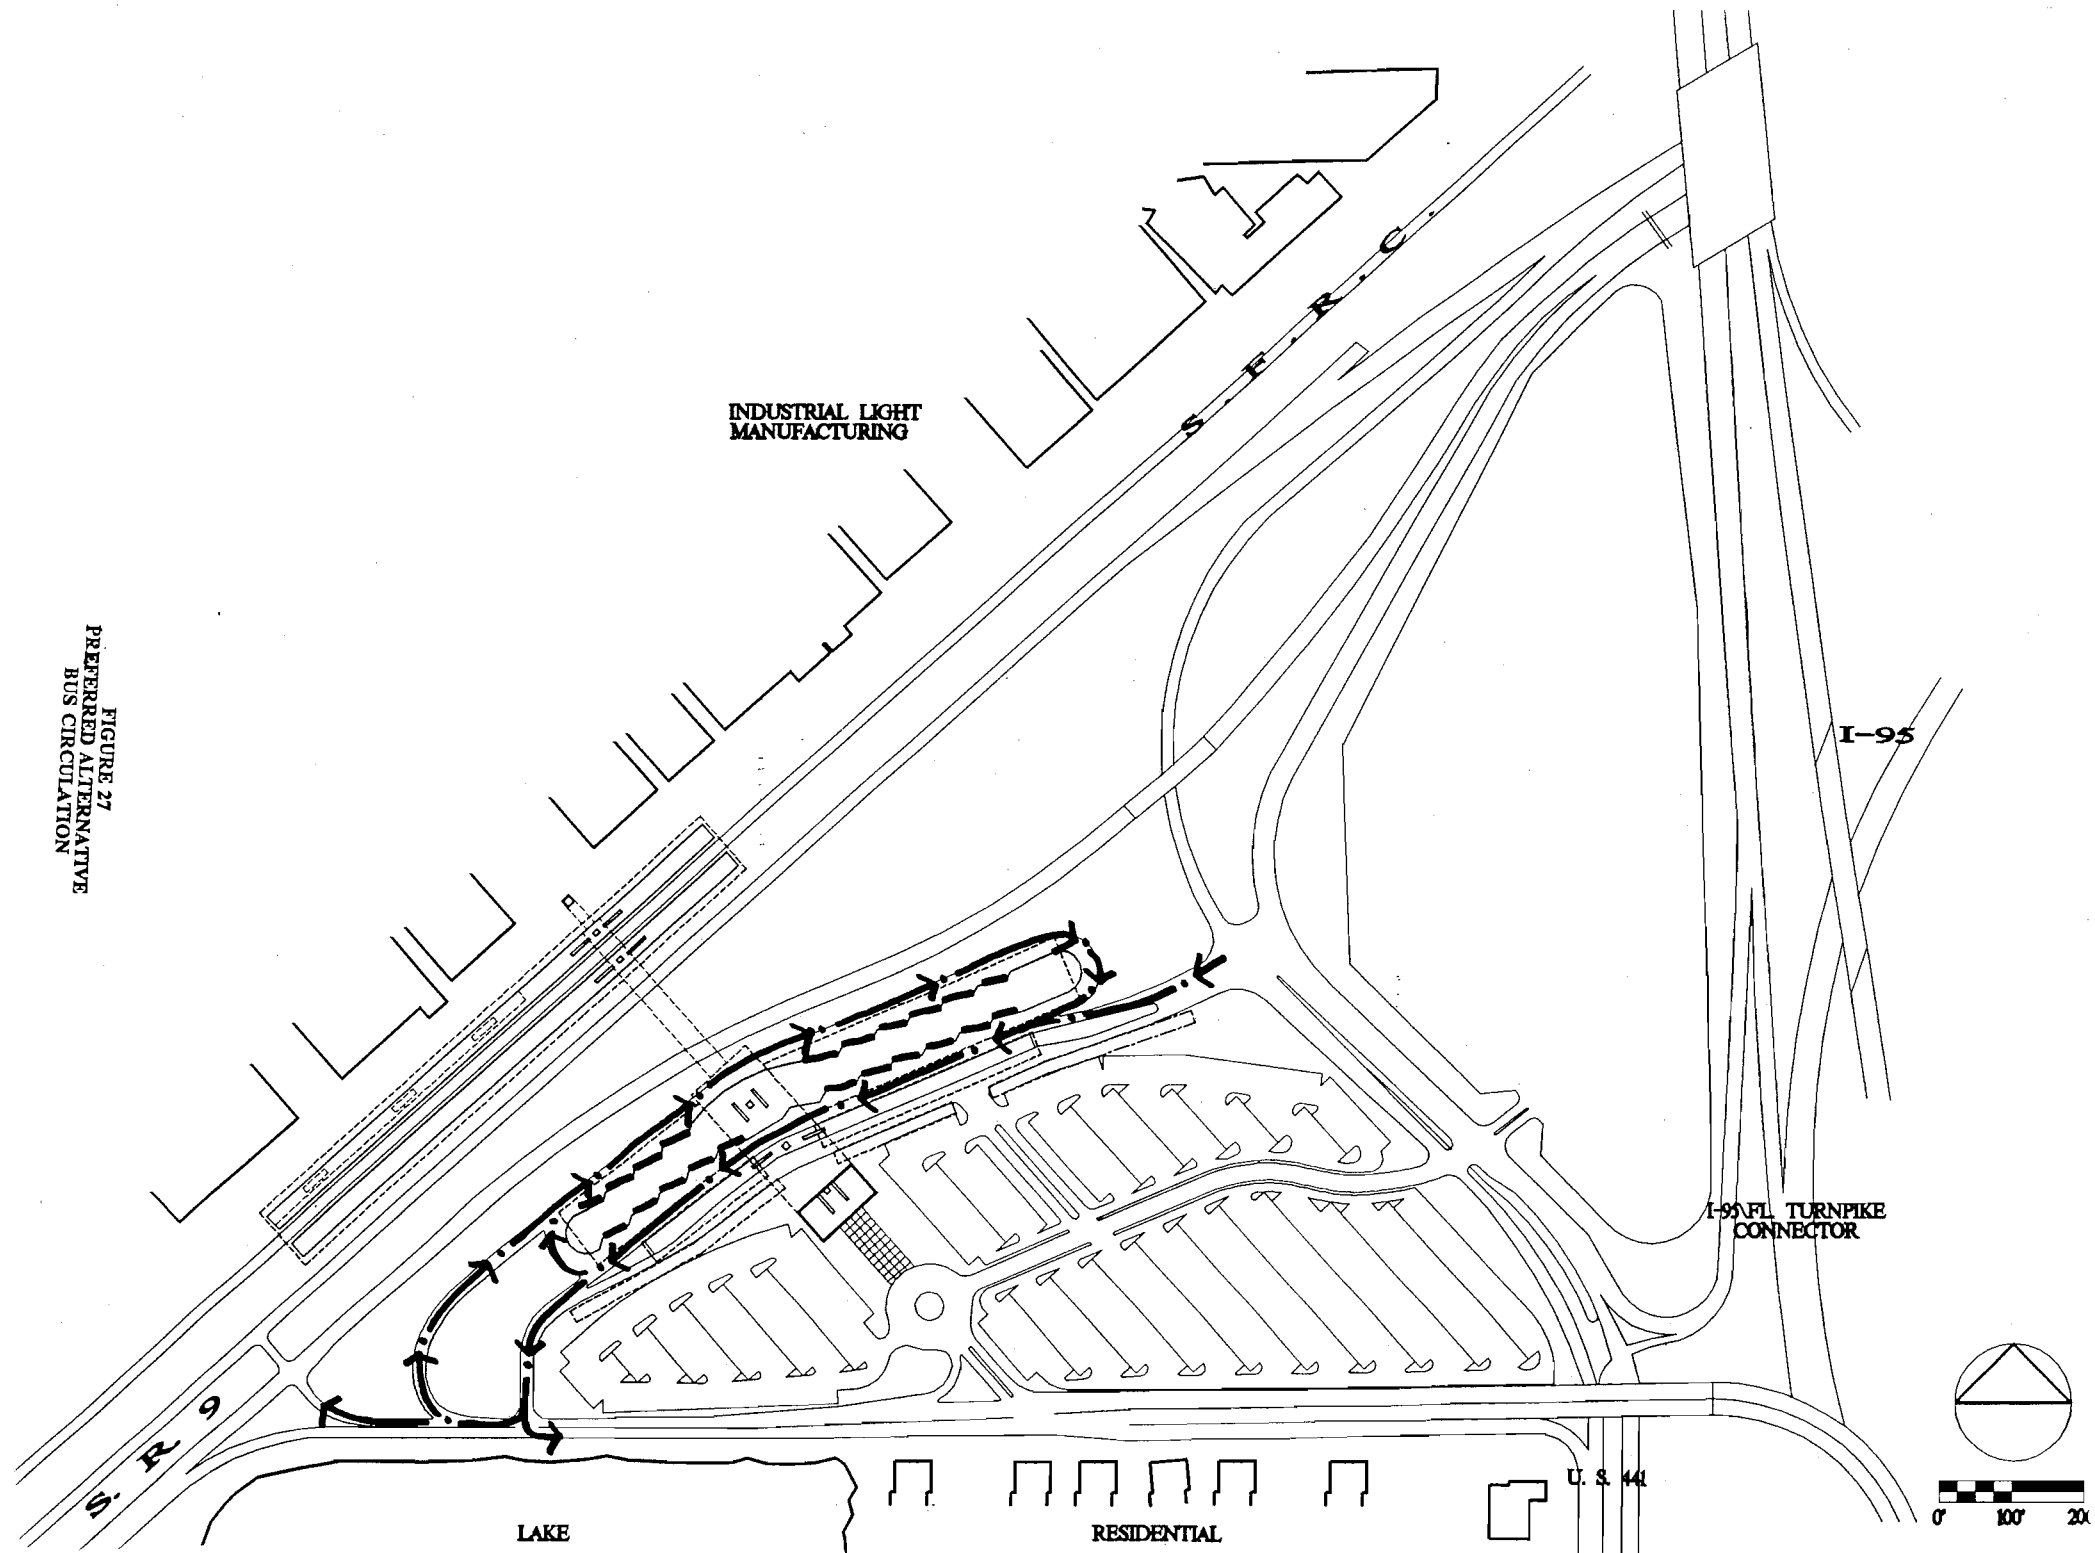 S. F. R. C.
INDUSTRIAL LIGHT
MANUFACTURING
FIGURE 27
PREFERRED ALTERNATIVE
BUS CIRCULATION
I-95
I-95\FL TURNPIKE
CONNECTOR
S. R 9
U. S. 441
LAKE
RESIDENTIAL
0' 100' 200